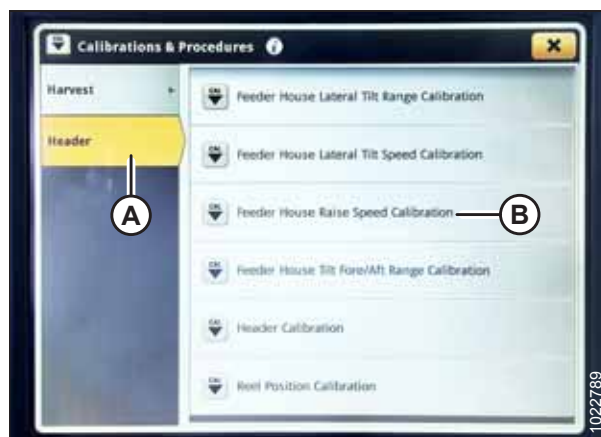 Calibrations & Procedures
Harvest
Header
Feeder House Lateral Tilt Range Calibration
Feeder House Lateral Tilt Speed Calibration
Feeder House Raise Speed Calibration
Feeder House Tilt Fore/Aft Range Calibration
Header Calibration
Reel Position Calibration
A
B
1022789